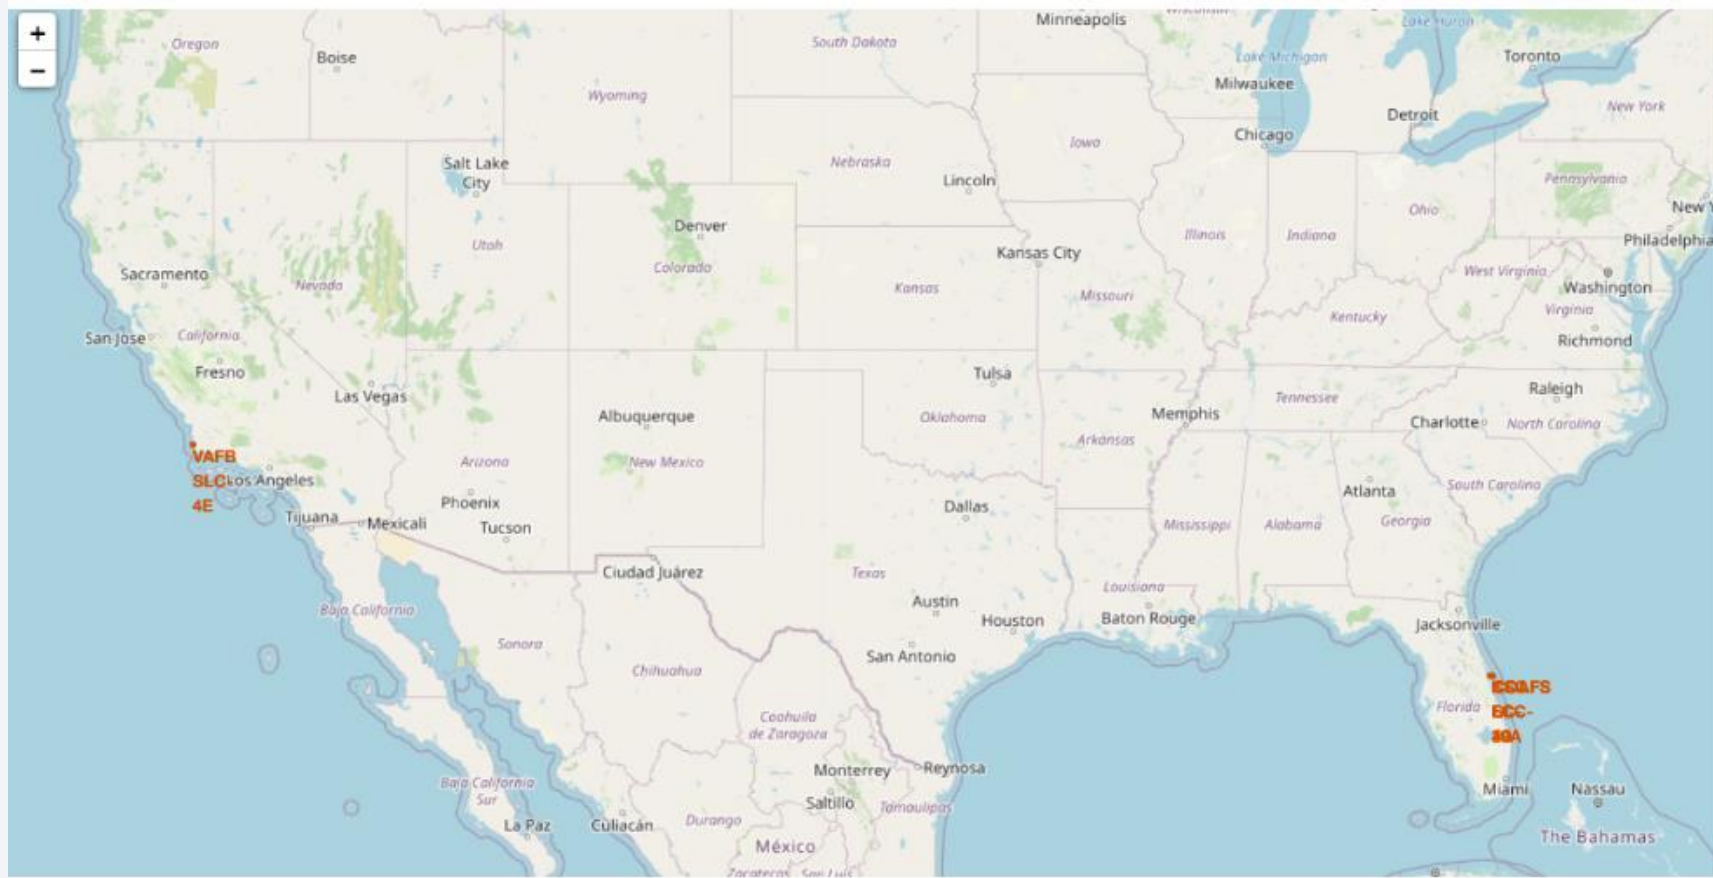 +
−
Oregon
Boise
South Dakota
Minneapolis
Wisconsin
Lake Huron
Wyoming
Lake Michigan
Toronto
Milwaukee
New York
Detroit
Iowa
Chicago
Salt Lake
City
Nebraska
Lincoln
Pennsylvania
Ohio
New Y
Denver
Utah
Illinois
Indiana
Philadelphia
Kansas City
Sacramento
Colorado
West Virginia
Nevada
Kansas
Missouri
Washington
Virginia
San Jose
California
Kentucky
Richmond
Fresno
Tulsa
Las Vegas
Raleigh
Albuquerque
Oklahoma
Memphis
Tennessee
Charlotte
North Carolina
Arkansas
VAFB
SLC-
4E
Los Angeles
Arizona
New Mexico
South Carolina
Atlanta
Phoenix
Dallas
Tijuana
Mexicali
Tucson
Mississippi
Alabama
Georgia
Ciudad Juárez
Texas
Louisiana
Baja California
Austin
Houston
Baton Rouge
Jacksonville
Sonora
San Antonio
Chihuahua
Florida
Coahuila
de Zaragoza
Monterrey
Reynosa
Baja California
Sur
Saltillo
Tamaulipas
Miami
Nassau
La Paz
Culiacán
Durango
México
The Bahamas
Zacatecas
San Luis